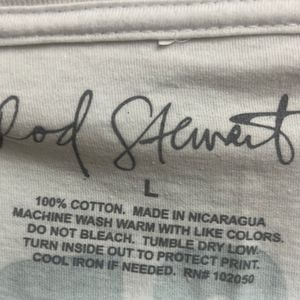 Rod Stewart
L
100% COTTON. MADE IN NICARAGUA
MACHINE WASH WARM WITH LIKE COLORS.
DO NOT BLEACH. TUMBLE DRY LOW.
TURN INSIDE OUT TO PROTECT PRINT.
COOL IRON IF NEEDED. RN# 102050